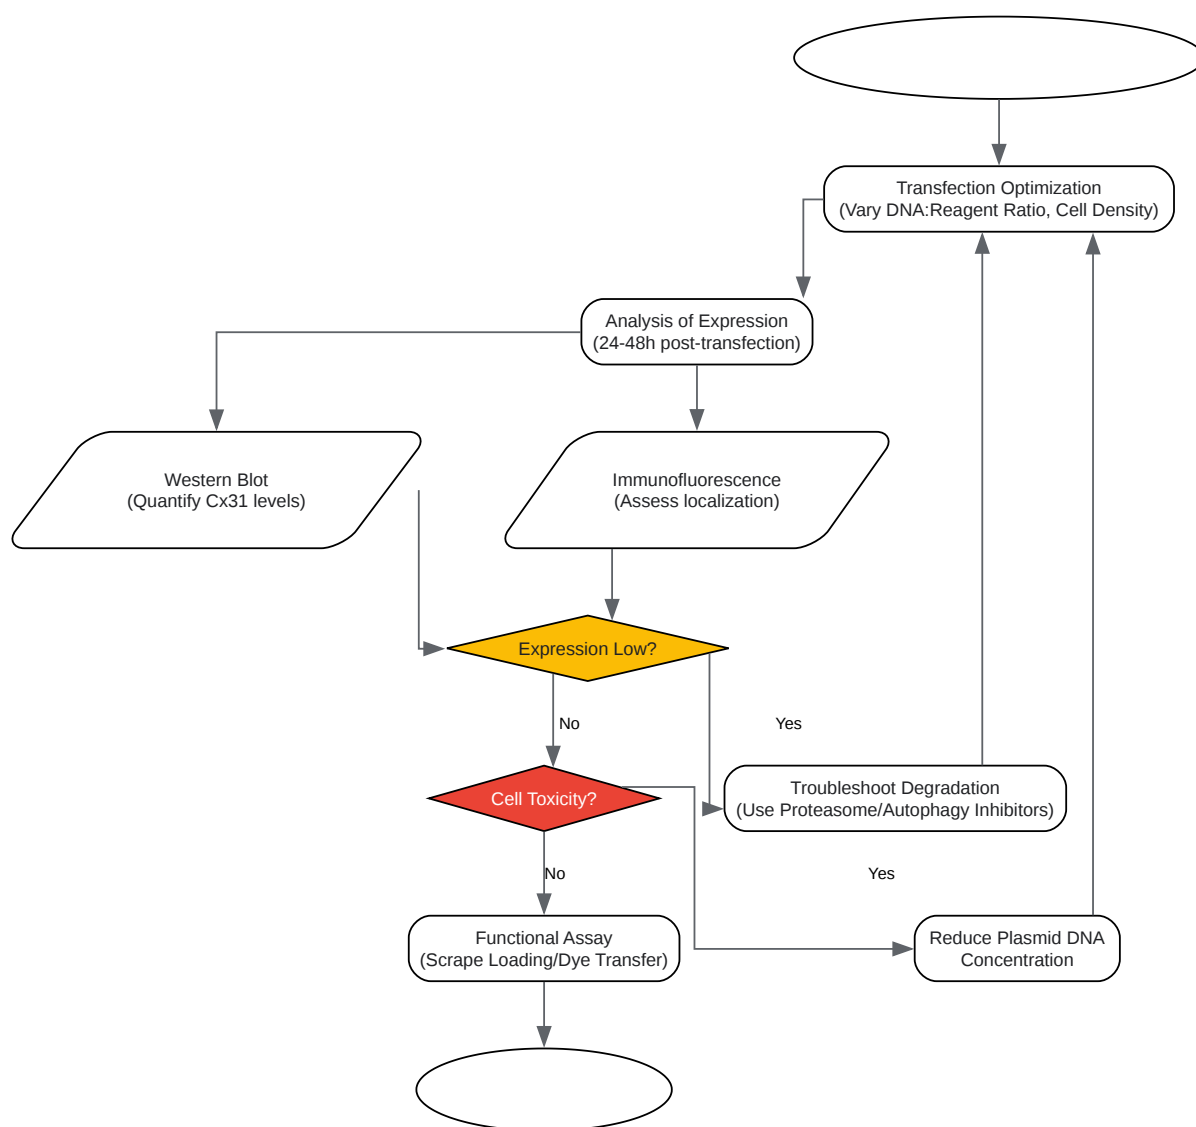 Transfection Optimization
(Vary DNA:Reagent Ratio, Cell Density)
Analysis of Expression
(24-48h post-transfection)
Western Blot
(Quantify Cx31 levels)
Immunofluorescence
(Assess localization)
Expression Low?
No
Yes
Cell Toxicity?
Troubleshoot Degradation
(Use Proteasome/Autophagy Inhibitors)
No
Yes
Functional Assay
(Scrape Loading/Dye Transfer)
Reduce Plasmid DNA
Concentration